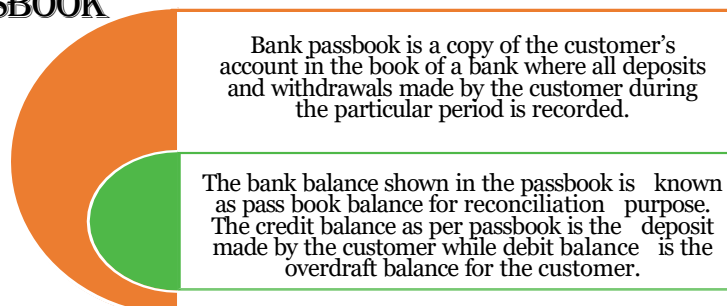 SBOOK
Bank passbook is a copy of the customer’s
account in the book of a bank where all deposits
and withdrawals made by the customer during
the particular period is recorded.
The bank balance shown in the passbook is known
as pass book balance for reconciliation purpose.
The credit balance as per passbook is the deposit
made by the customer while debit balance is the
overdraft balance for the customer.